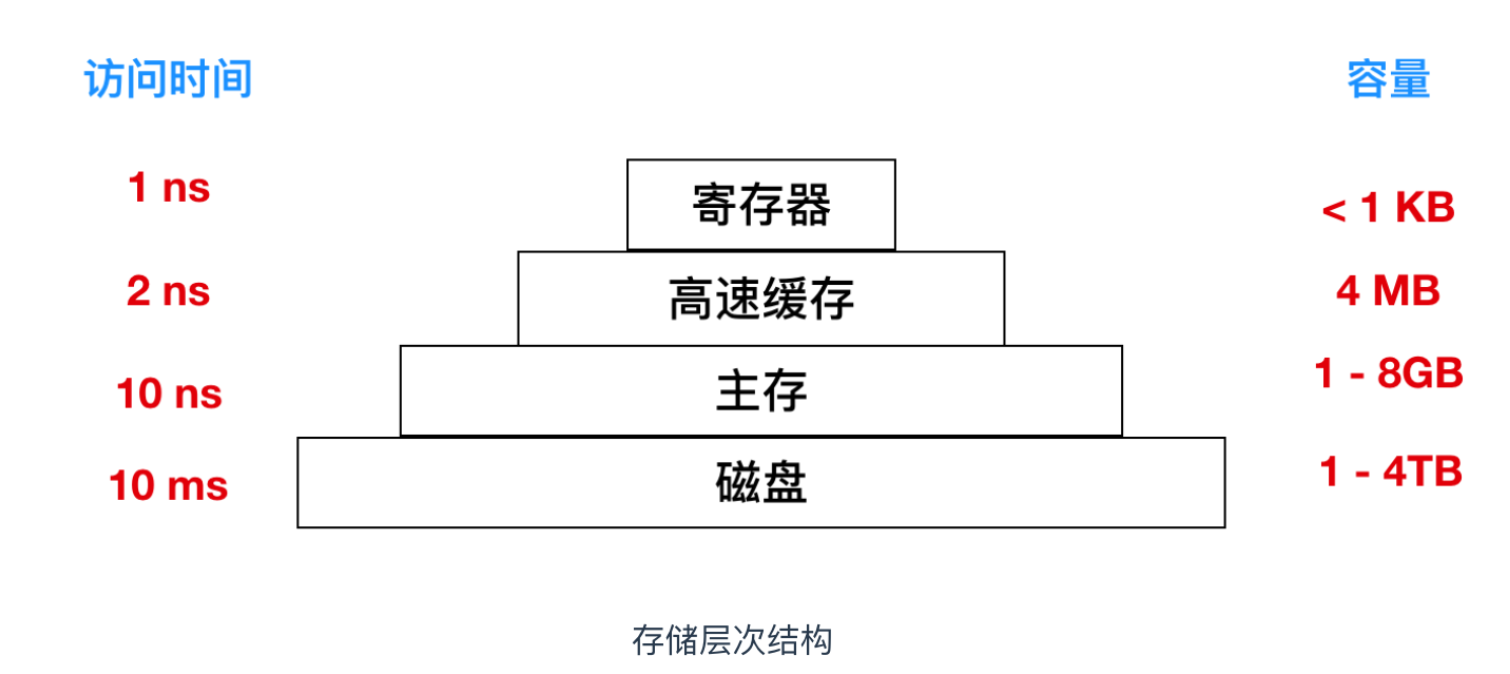 访问时间 容量
1 ns 寄存器 < 1 KB
2 ns 高速缓存 4 MB
10 ns 主存 1 - 8GB
10 ms 磁盘 1 - 4TB
存储层次结构